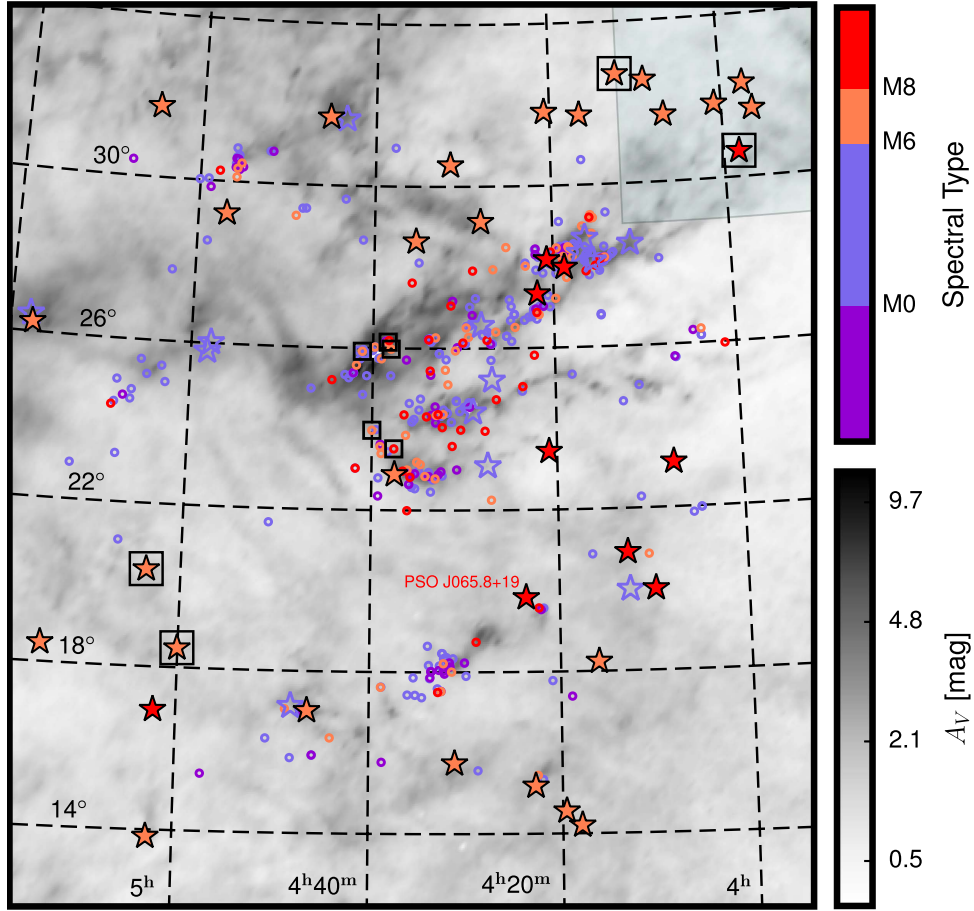 30°
26°
22°
18°
14°
PSO J065.8+19
5ʰ
4ʰ40ᵐ
4ʰ20ᵐ
4ʰ
M8
M6
M0
Spectral Type
9.7
4.8
2.1
0.5
A_V [mag]